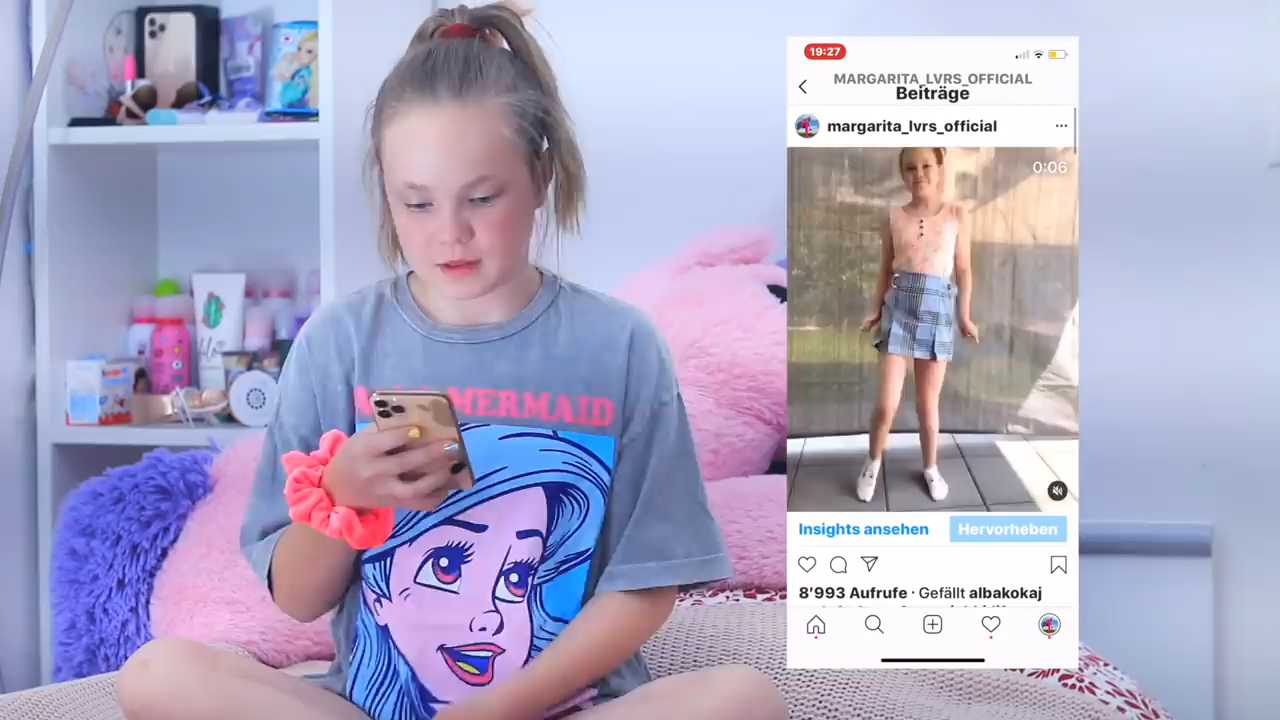 MERMAID
19:27
MARGARITA_LVRS_OFFICIAL
Beiträge
margarita_lvrs_official
0:06
Insights ansehen
Hervorheben
8’993 Aufrufe · Gefällt albakokaj